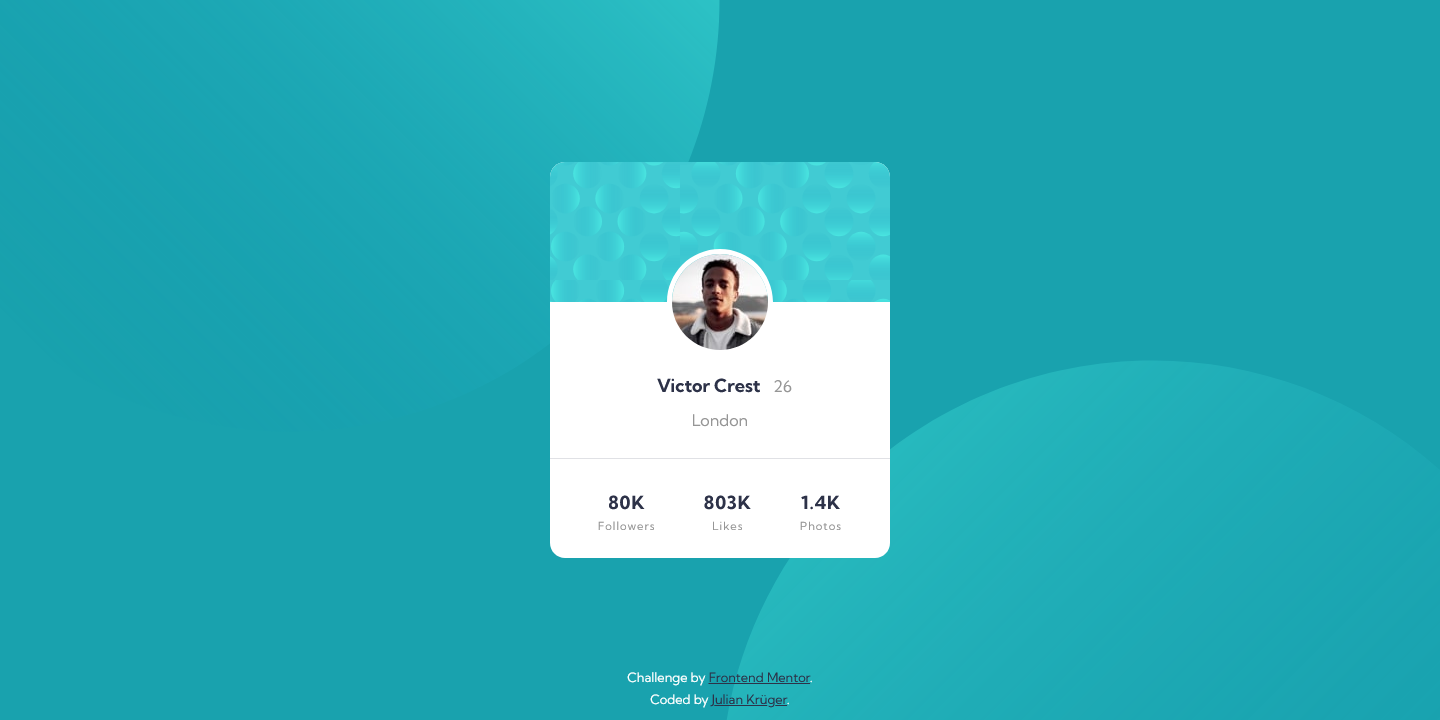 Victor Crest 26
London
80K 803K 1.4K
Followers Likes Photos
Challenge by Frontend Mentor.
Coded by Julian Krüger.